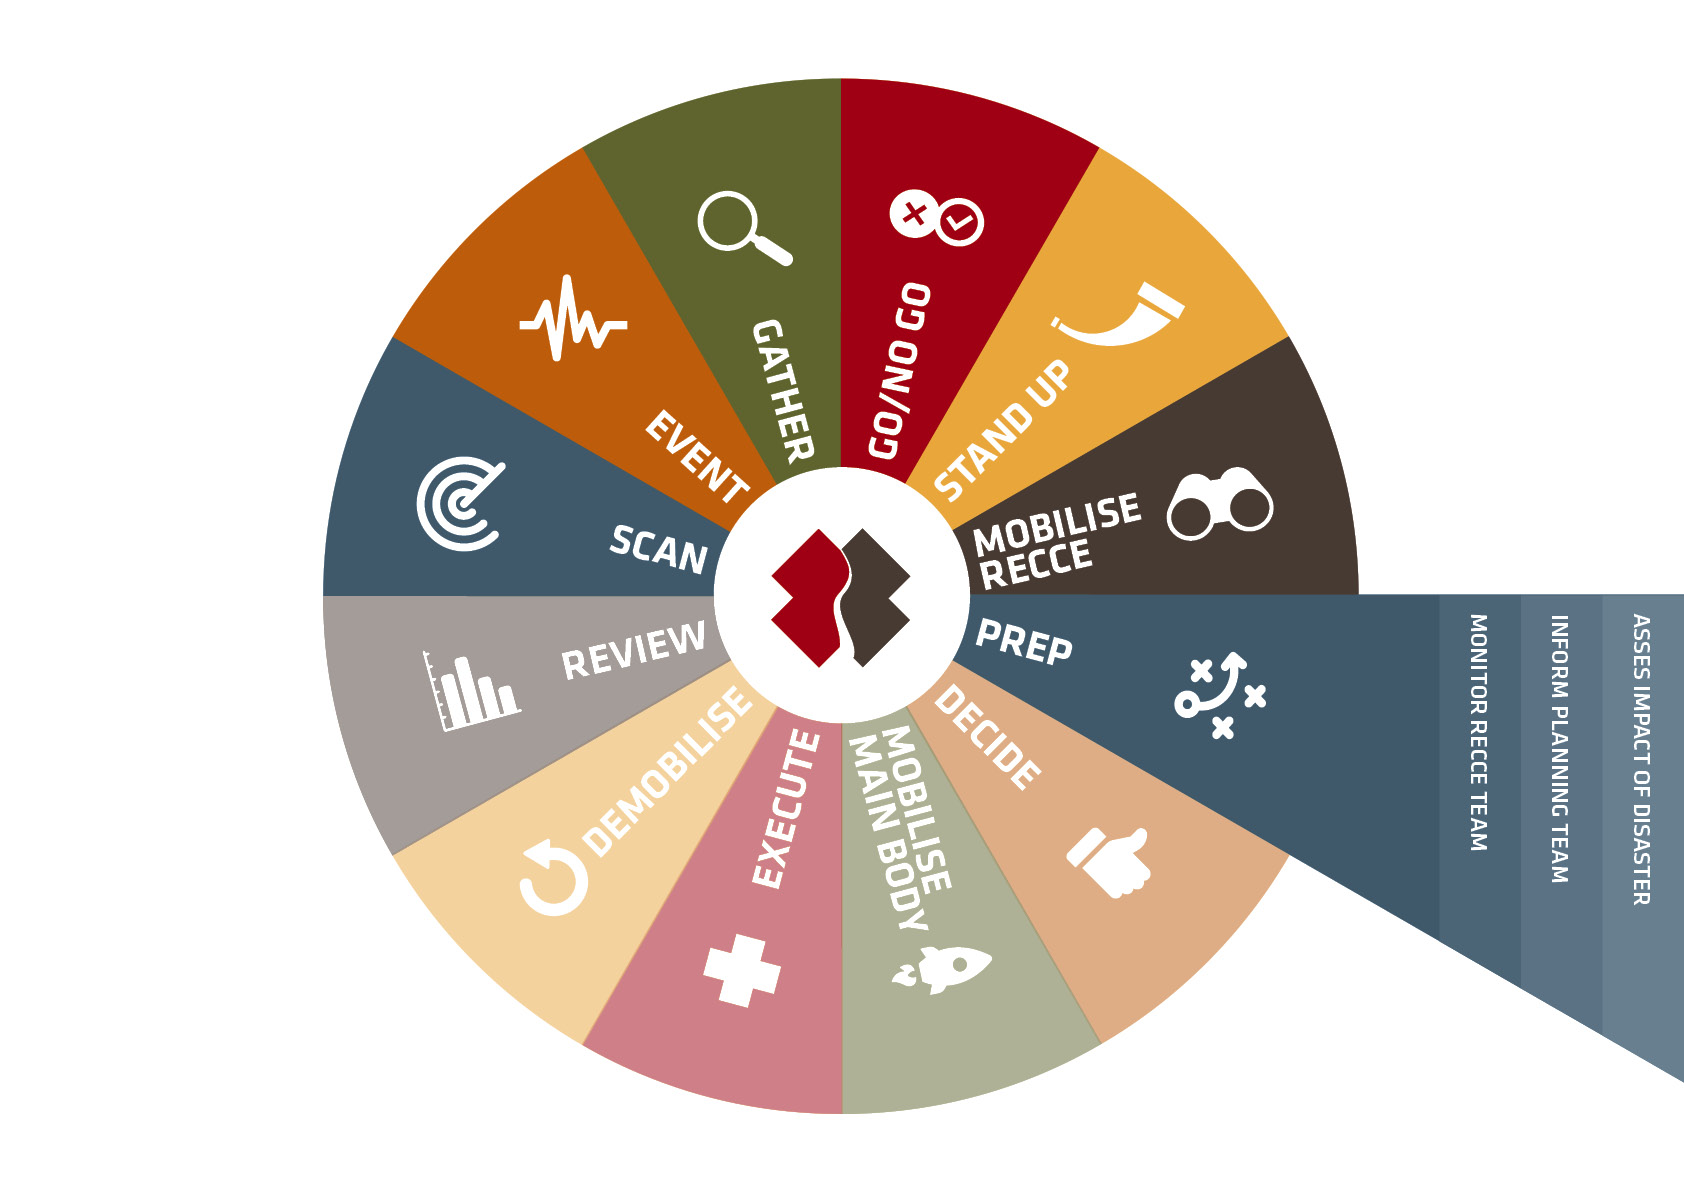 SCAN
EVENT
GATHER
GO/NO GO
STAND UP
MOBILISE
RECCE
PREP
MONITOR RECCE TEAM
INFORM PLANNING TEAM
ASSES IMPACT OF DISASTER
DECIDE
MOBILISE
MAIN BODY
EXECUTE
DEMOBILISE
REVIEW